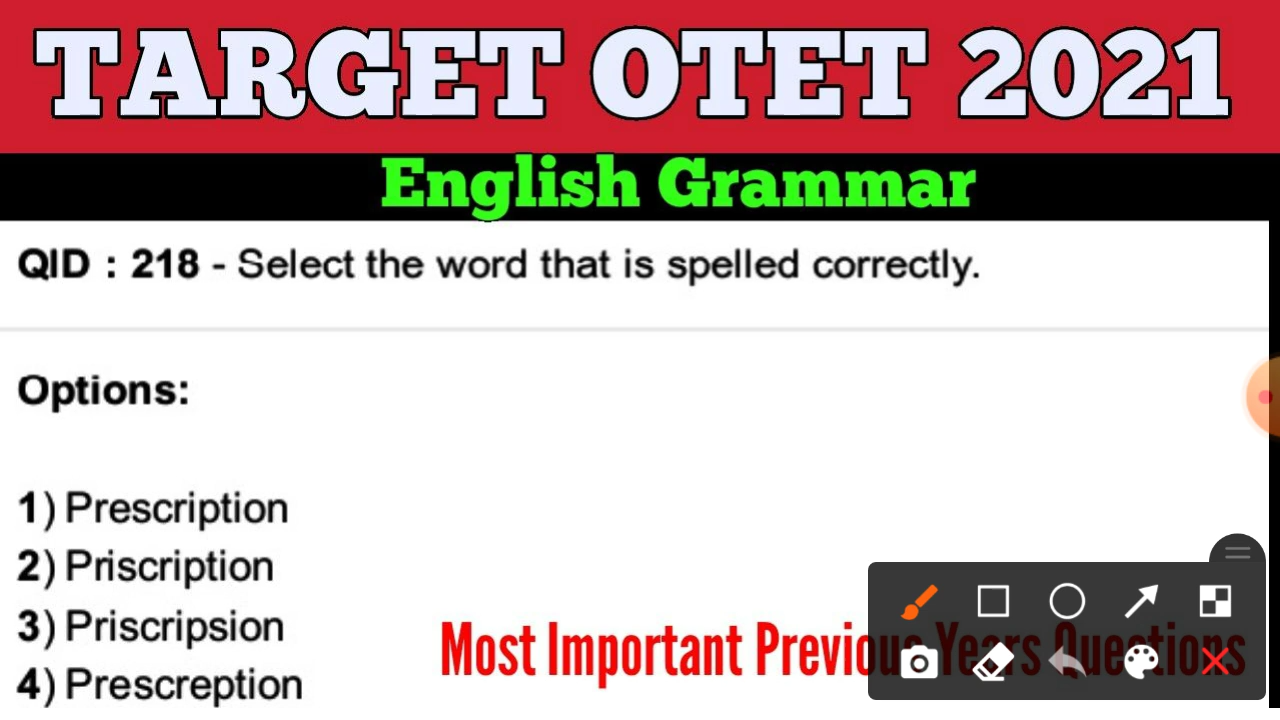 TARGET OTET 2021
English Grammar
QID : 218 - Select the word that is spelled correctly.
Options:
1) Prescription
2) Priscription
3) Priscripsion
4) Prescreption
Most Important Previous Years Questions